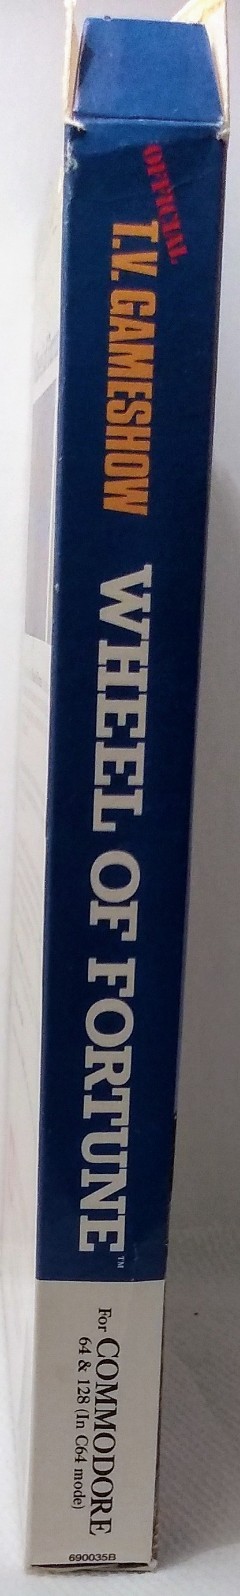 OFFICIAL
T.V. GAMESHOW
WHEEL OF FORTUNE™
For COMMODORE
64 & 128 (In C64 mode)
690035B